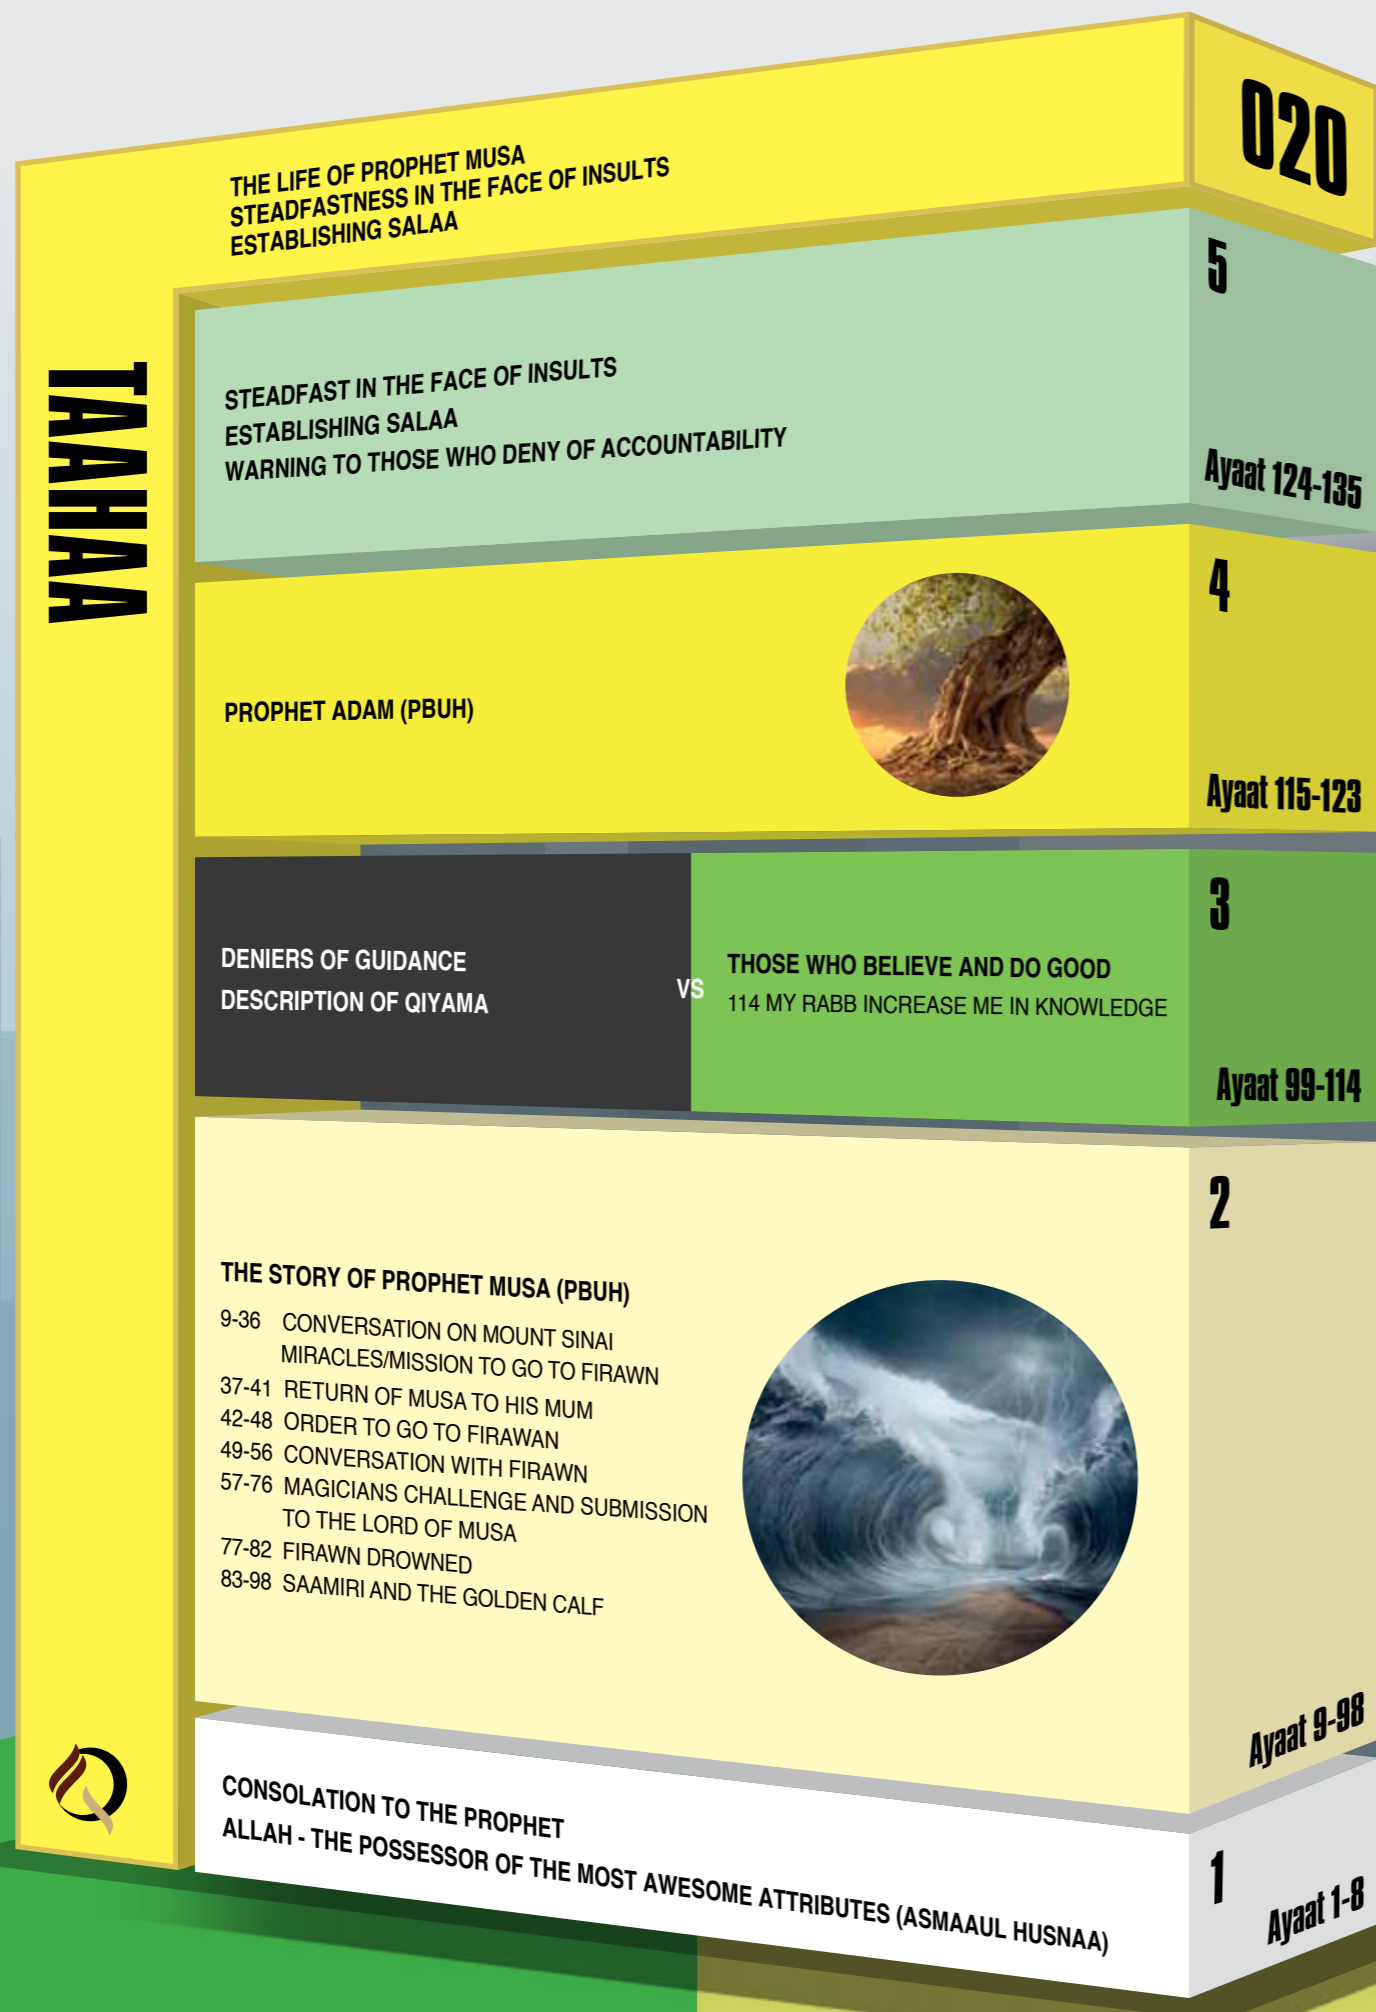 020
THE LIFE OF PROPHET MUSA
STEADFASTNESS IN THE FACE OF INSULTS
ESTABLISHING SALAA
TAAHAA
5
STEADFAST IN THE FACE OF INSULTS
ESTABLISHING SALAA
WARNING TO THOSE WHO DENY OF ACCOUNTABILITY
Ayaat 124-135
4
PROPHET ADAM (PBUH)
Ayaat 115-123
3
DENIERS OF GUIDANCE
DESCRIPTION OF QIYAMA
VS
THOSE WHO BELIEVE AND DO GOOD
114 MY RABB INCREASE ME IN KNOWLEDGE
Ayaat 99-114
2
THE STORY OF PROPHET MUSA (PBUH)
9-36 CONVERSATION ON MOUNT SINAI
MIRACLES/MISSION TO GO TO FIRAWN
37-41 RETURN OF MUSA TO HIS MUM
42-48 ORDER TO GO TO FIRAWAN
49-56 CONVERSATION WITH FIRAWN
57-76 MAGICIANS CHALLENGE AND SUBMISSION
TO THE LORD OF MUSA
77-82 FIRAWN DROWNED
83-98 SAAMIRI AND THE GOLDEN CALF
Ayaat 9-98
1
CONSOLATION TO THE PROPHET
ALLAH - THE POSSESSOR OF THE MOST AWESOME ATTRIBUTES (ASMAAUL HUSNAA)
Ayaat 1-8